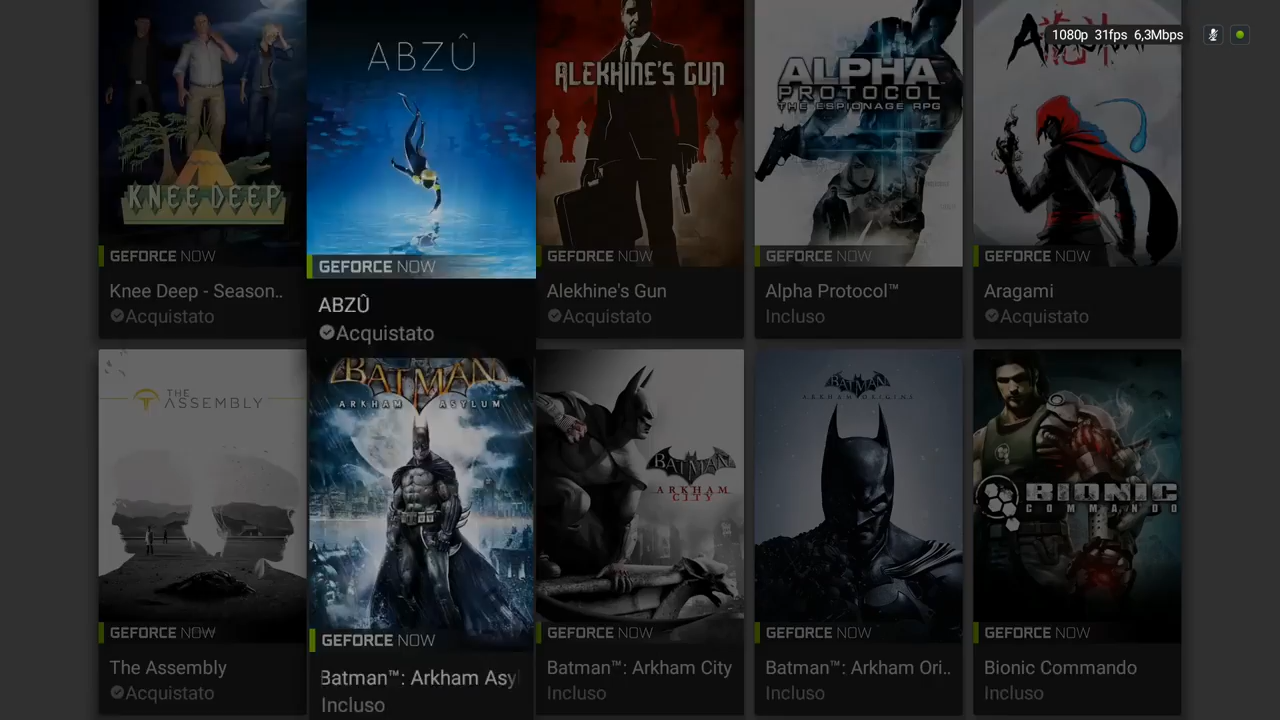 1080p 31fps 6,3Mbps
KNEE DEEP
GEFORCE NOW
Knee Deep - Season..
Acquistato
ABZÛ
GEFORCE NOW
ABZÛ
Acquistato
ALEKHINE'S GUN
GEFORCE NOW
Alekhine's Gun
Acquistato
ALPHA
PROTOCOL
THE ESPIONAGE RPG
GEFORCE NOW
Alpha Protocol™
Incluso
GEFORCE NOW
Aragami
Acquistato
THE
ASSEMBLY
GEFORCE NOW
The Assembly
Acquistato
BATMAN
ARKHAM ASYLUM
GEFORCE NOW
Batman™: Arkham Asy
Incluso
BATMAN
ARKHAM
CITY
GEFORCE NOW
Batman™: Arkham City
Incluso
BATMAN
ARKHAM ORIGINS
GEFORCE NOW
Batman™: Arkham Ori..
Incluso
BIONIC
COMMANDO
GEFORCE NOW
Bionic Commando
Incluso